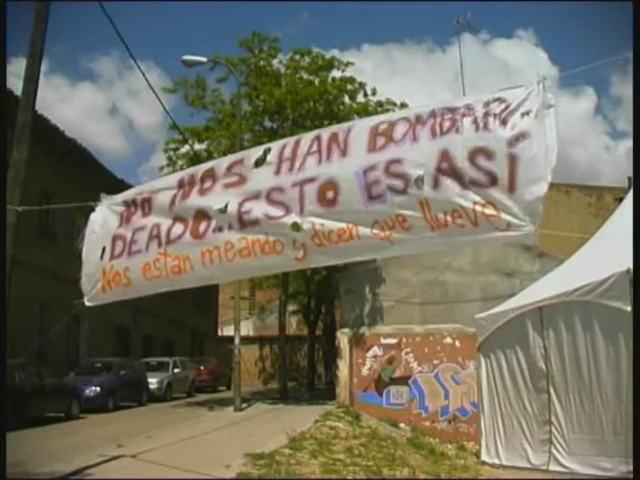 NO NOS HAN BOMBAR...
DEADO...ESTO ES ASÍ
Nos estan meando y dicen que llueve